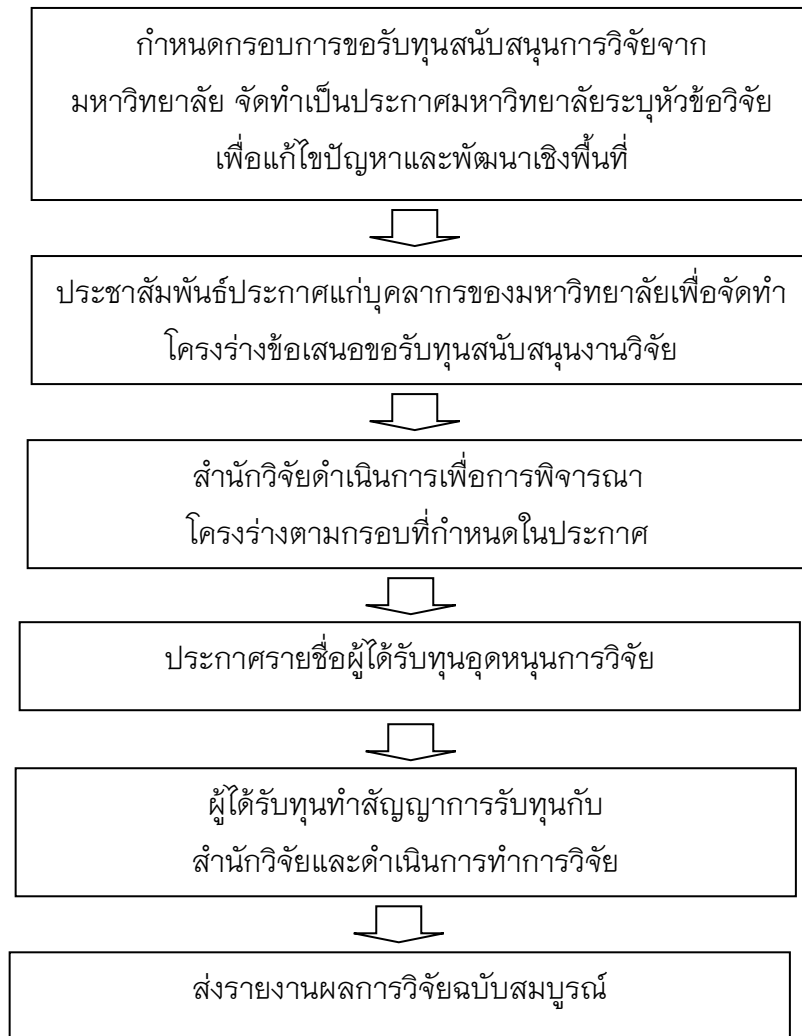 กำหนดกรอบการขอรับทุนสนับสนุนการวิจัยจาก
มหาวิทยาลัย จัดทำเป็นประกาศมหาวิทยาลัยระบุหัวข้อวิจัย
เพื่อแก้ไขปัญหาและพัฒนาเชิงพื้นที่
ประชาสัมพันธ์ประกาศแก่บุคลากรของมหาวิทยาลัยเพื่อจัดทำ
โครงร่างข้อเสนอขอรับทุนสนับสนุนงานวิจัย
สำนักวิจัยดำเนินการเพื่อการพิจารณา
โครงร่างตามกรอบที่กำหนดในประกาศ
ประกาศรายชื่อผู้ได้รับทุนอุดหนุนการวิจัย
ผู้ได้รับทุนทำสัญญาการรับทุนกับ
สำนักวิจัยและดำเนินการทำการวิจัย
ส่งรายงานผลการวิจัยฉบับสมบูรณ์